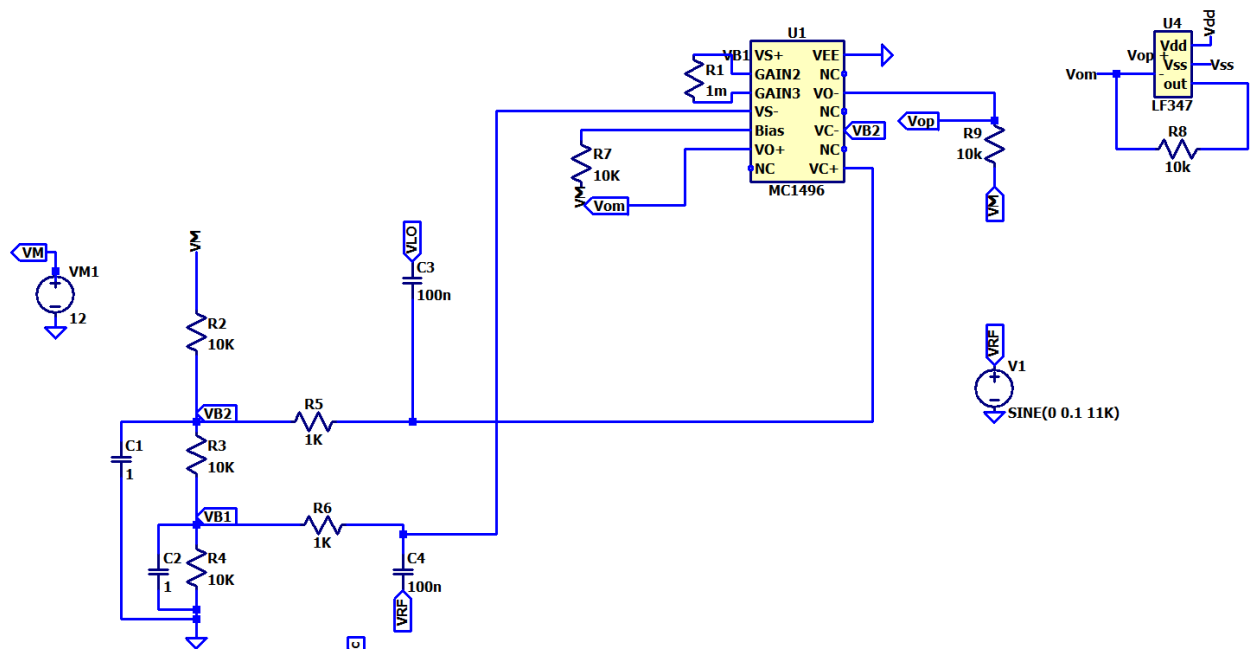 U1
VB1
VS+
GAIN2
GAIN3
VS-
Bias
VO+
NC
VEE
NC
VO-
NC
VC-
NC
VC+
MC1496
R1
1m
R7
10K
VM
Vom
VB2
Vop
R9
10k
VM
U4
Vdd
Vdd
Vop
+
Vss
Vss
Vom
-
out
LF347
R8
10k
VM
VM1
12
VM
R2
10K
VLO
C3
100n
VB2
R5
1K
C1
1
R3
10K
VB1
R6
1K
C2
1
R4
10K
C4
100n
VRF
VRF
V1
SINE(0 0.1 11K)